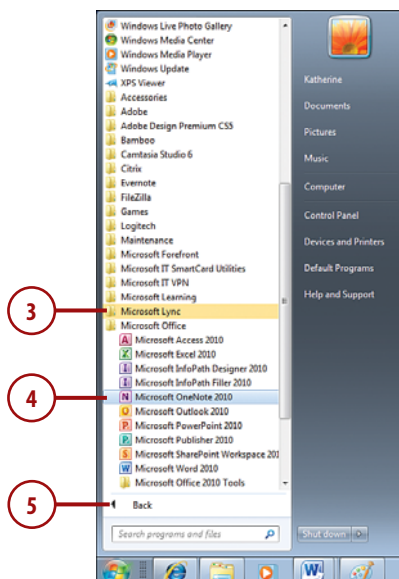 Windows Live Photo Gallery
Windows Media Center
Windows Media Player
Windows Update
XPS Viewer
Accessories
Adobe
Adobe Design Premium CS5
Bamboo
Camtasia Studio 6
Citrix
Evernote
FileZilla
Games
Logitech
Maintenance
Microsoft Forefront
Microsoft IT SmartCard Utilities
Microsoft IT VPN
Microsoft Learning
3
Microsoft Lync
Microsoft Office
Microsoft Access 2010
Microsoft Excel 2010
Microsoft InfoPath Designer 2010
Microsoft InfoPath Filler 2010
4
Microsoft OneNote 2010
Microsoft Outlook 2010
Microsoft PowerPoint 2010
Microsoft Publisher 2010
Microsoft SharePoint Workspace 201
Microsoft Word 2010
Microsoft Office 2010 Tools
5
Back
Search programs and files
Katherine
Documents
Pictures
Music
Computer
Control Panel
Devices and Printers
Default Programs
Help and Support
Shut down